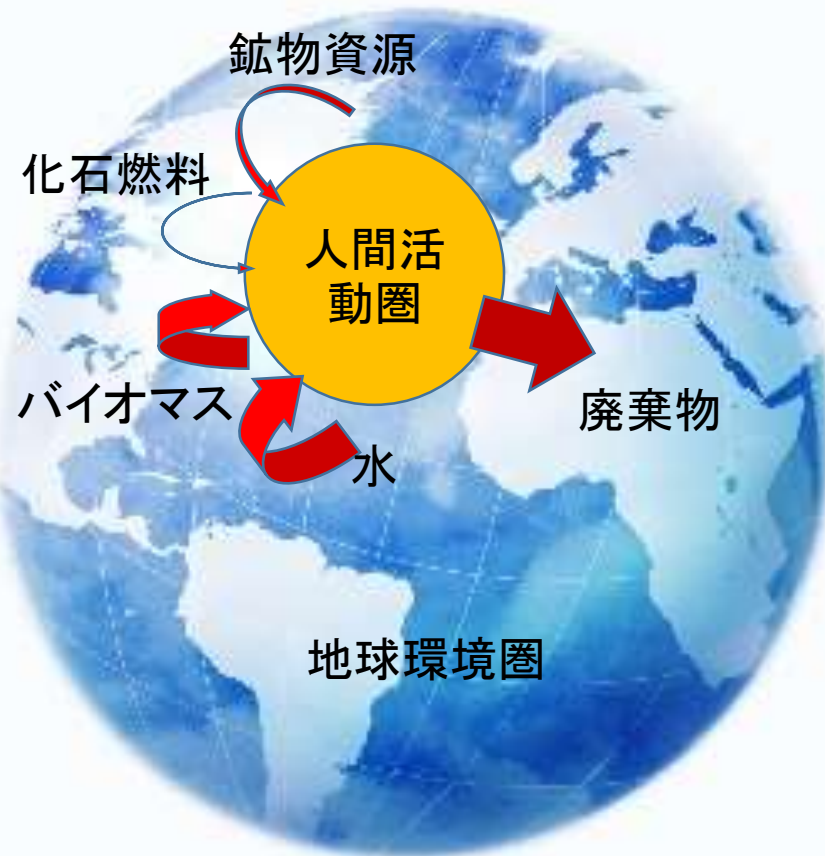 鉱物資源
化石燃料
人間活
動圏
バイオマス
廃棄物
水
地球環境圏